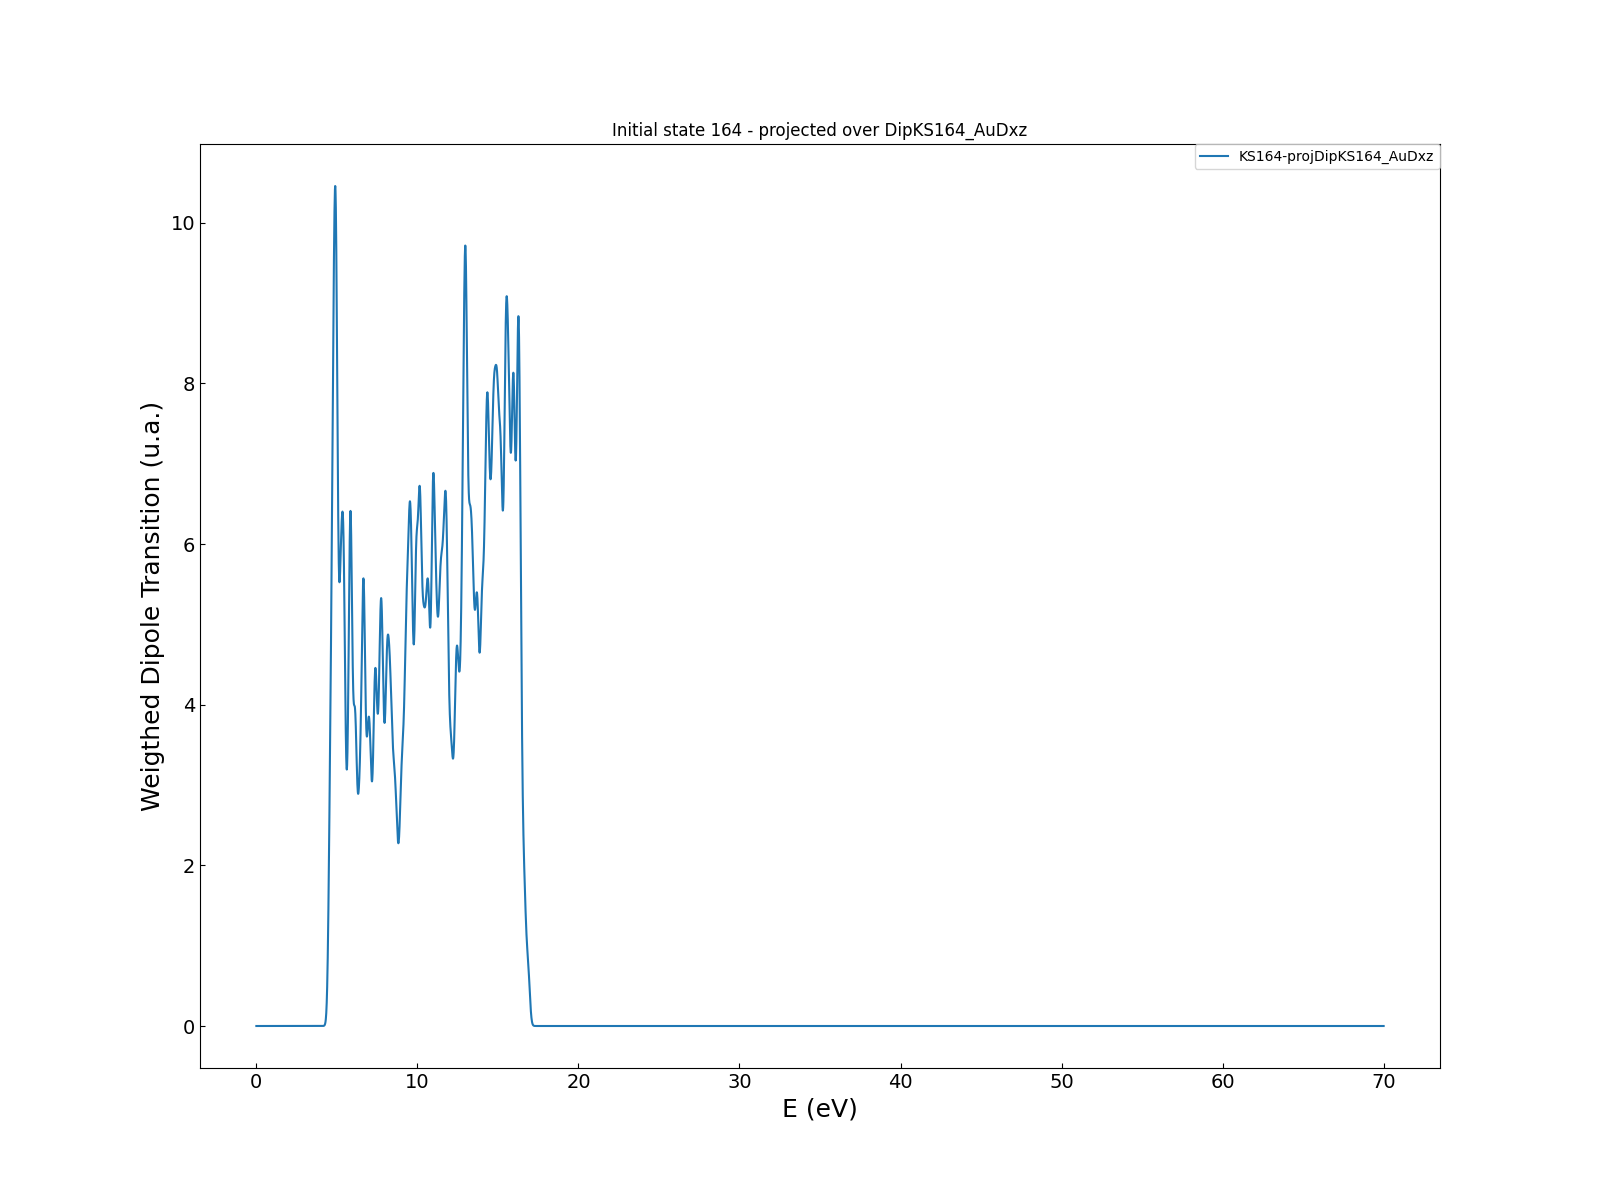 Initial state 164 - projected over DipKS164_AuDxz
KS164-projDipKS164_AuDxz
Weigthed Dipole Transition (u.a.)
10
8
6
4
2
0
0 10 20 30 40 50 60 70
E (eV)